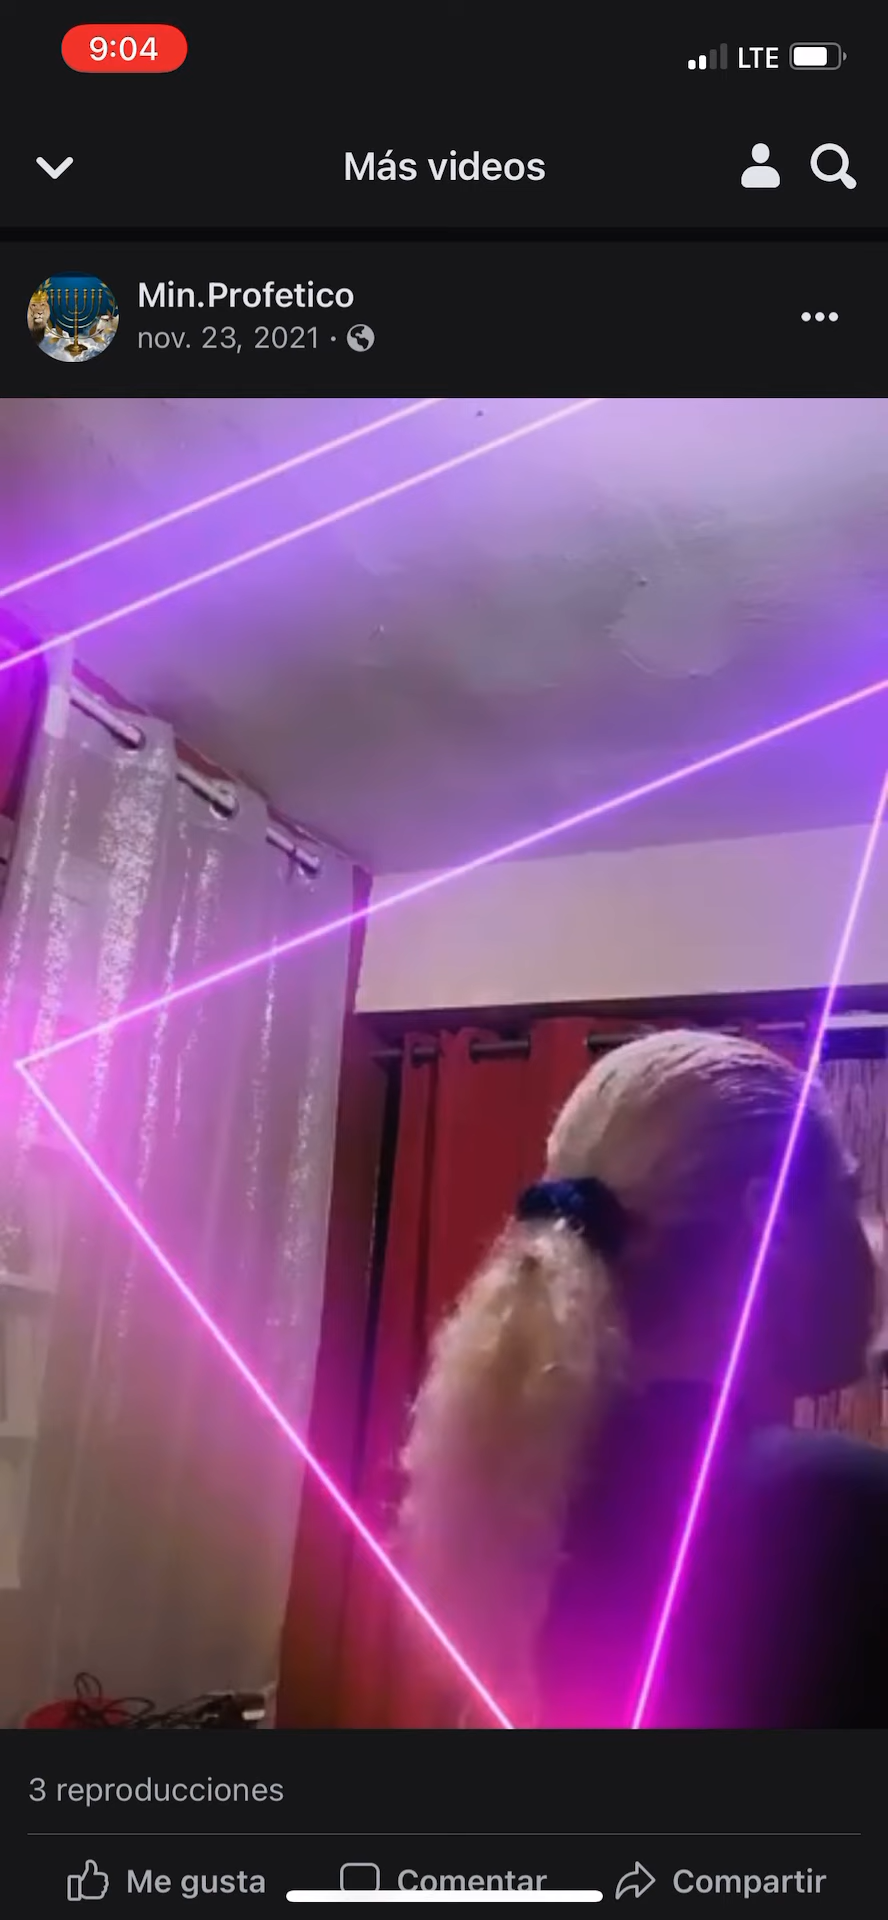 9:04
LTE
Más videos
Min.Profetico
nov. 23, 2021 ·
3 reproducciones
Me gusta
Comentar
Compartir